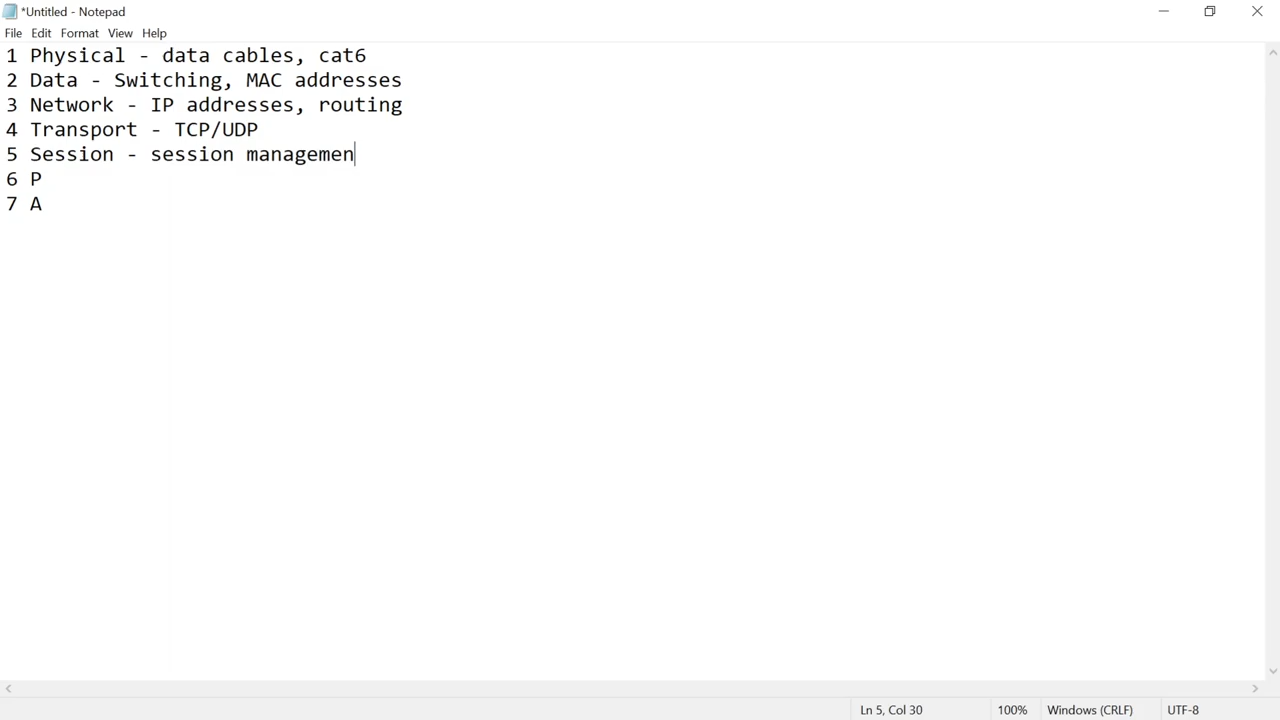 *Untitled - Notepad
File Edit Format View Help
1 Physical - data cables, cat6
2 Data - Switching, MAC addresses
3 Network - IP addresses, routing
4 Transport - TCP/UDP
5 Session - session managemen
6 P
7 A
Ln 5, Col 30 100% Windows (CRLF) UTF-8